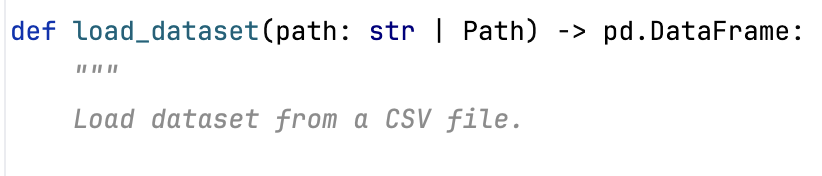 def load_dataset(path: str | Path) -> pd.DataFrame:
    """
    Load dataset from a CSV file.